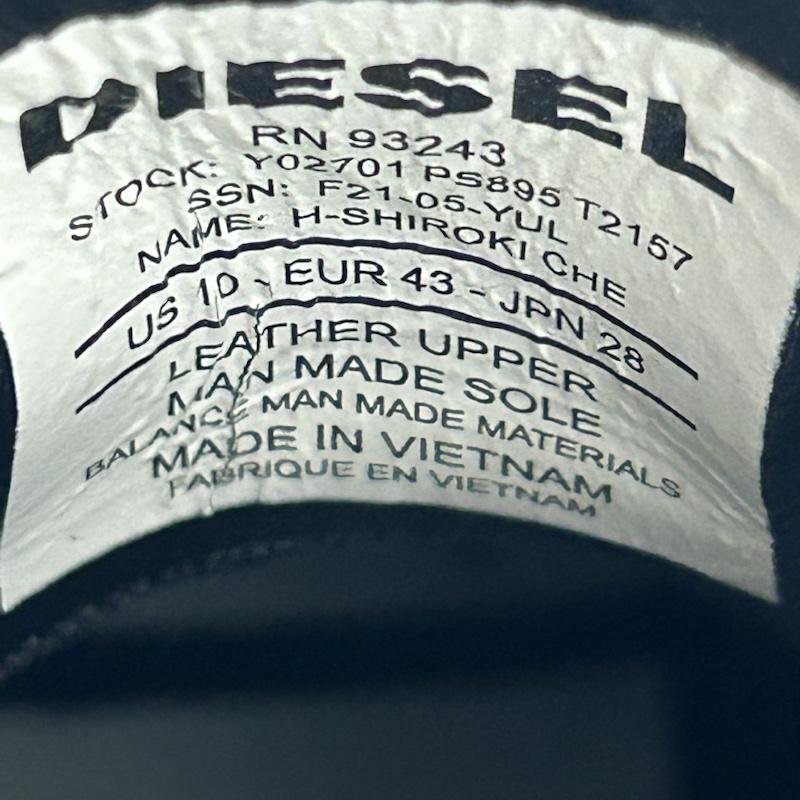 DIESEL
RN 93243
STOCK: Y02701 PS895 T2157
SSN: F21-05-YUL
NAME: H-SHIROKI CHE
US 10 - EUR 43 - JPN 28
LEATHER UPPER
MAN MADE SOLE
BALANCE MAN MADE MATERIALS
MADE IN VIETNAM
FABRIQUE EN VIETNAM